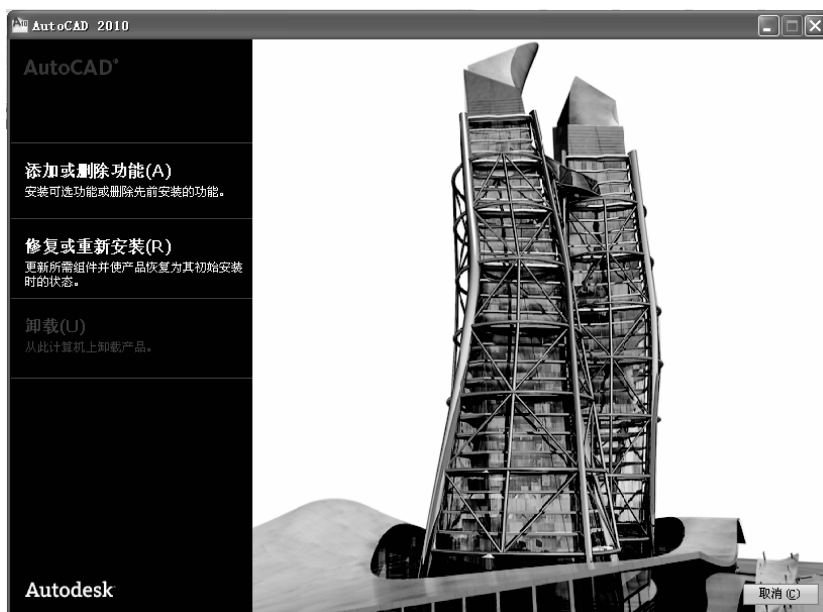 AutoCAD 2010
AutoCAD®
添加或删除功能(A)
安装可选功能或删除先前安装的功能。
修复或重新安装(R)
更新所需组件并使产品恢复为其初始安装
时的状态。
卸载(U)
从此计算机上卸载产品。
Autodesk
取消(C)